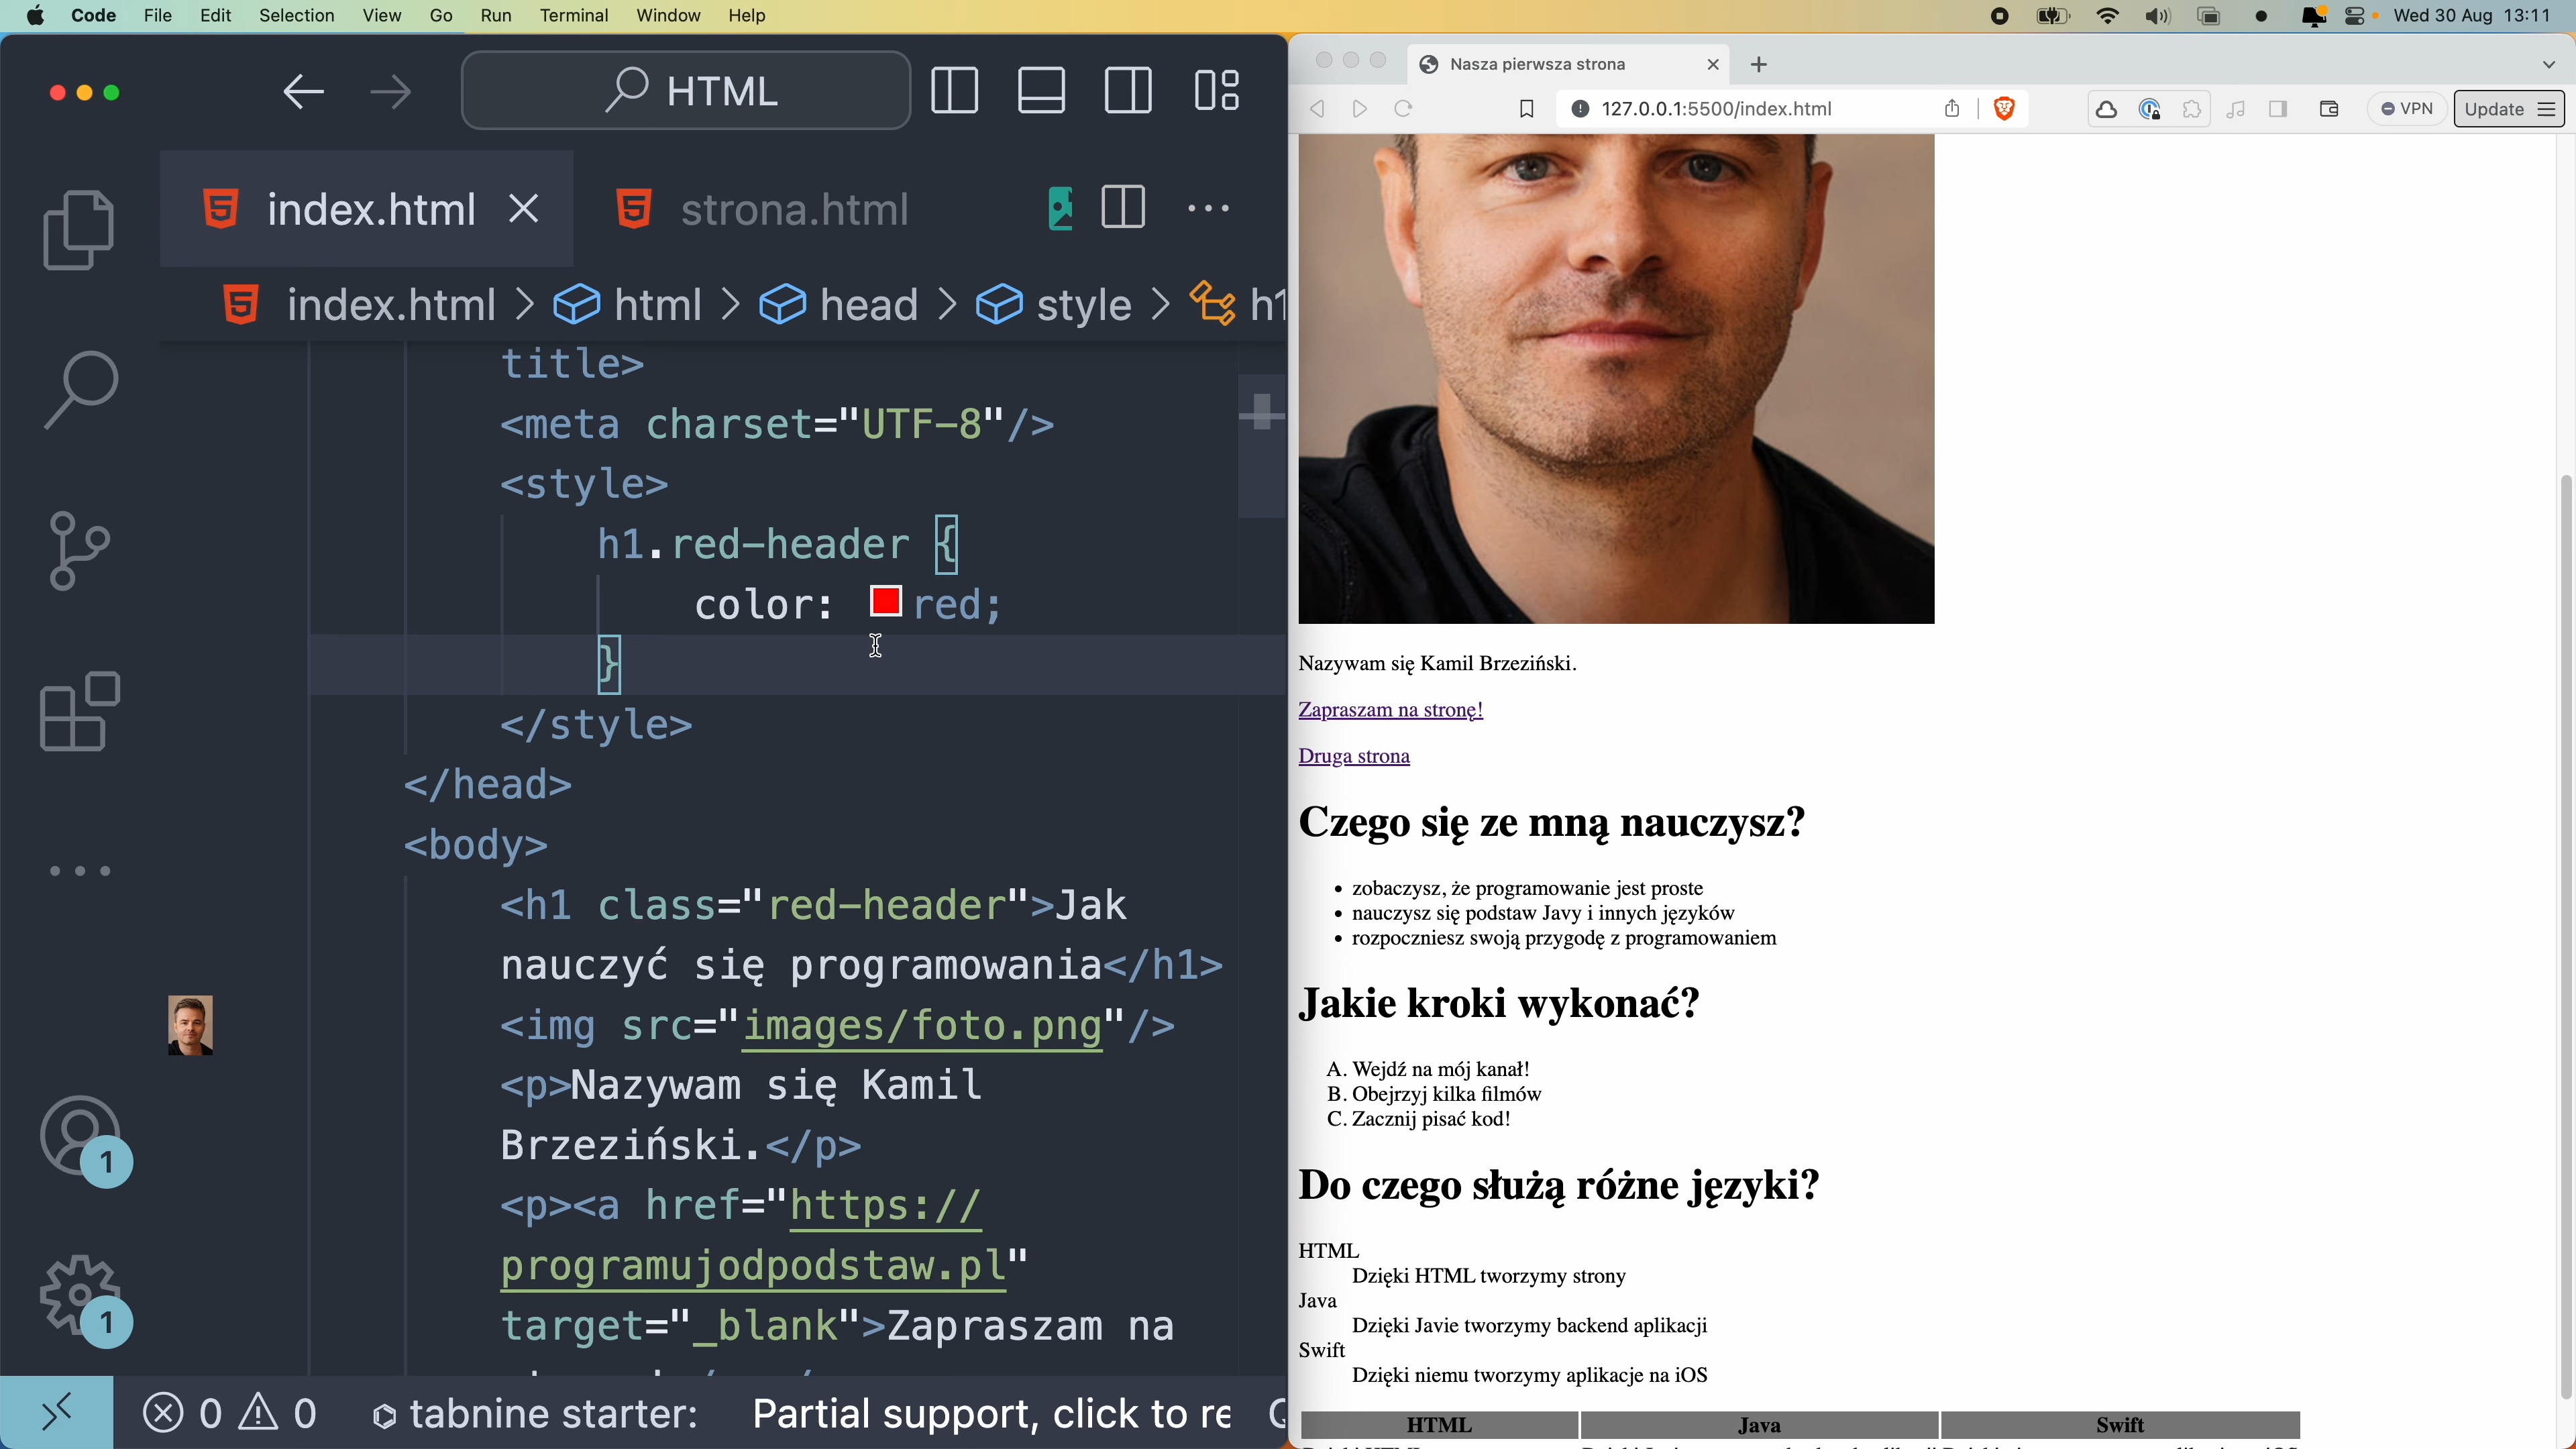 Code File Edit Selection View Go Run Terminal Window Help Wed 30 Aug 13:11
HTML
index.html strona.html
index.html > html > head > style > h1
title>
<meta charset="UTF-8"/>
<style>
h1.red-header {
color: red;
}
</style>
</head>
<body>
<h1 class="red-header">Jak
nauczyć się programowania</h1>
<img src="images/foto.png"/>
<p>Nazywam się Kamil
Brzeziński.</p>
<p><a href="https://
programujodpodstaw.pl"
target="_blank">Zapraszam na
1
1
0 0 tabnine starter: Partial support, click to re
Nasza pierwsza strona
127.0.0.1:5500/index.html VPN Update
Nazywam się Kamil Brzeziński.
Zapraszam na stronę!
Druga strona
Czego się ze mną nauczysz?
• zobaczysz, że programowanie jest proste
• nauczysz się podstaw Javy i innych języków
• rozpoczniesz swoją przygodę z programowaniem
Jakie kroki wykonać?
A. Wejdź na mój kanał!
B. Obejrzyj kilka filmów
C. Zacznij pisać kod!
Do czego służą różne języki?
HTML
Dzięki HTML tworzymy strony
Java
Dzięki Javie tworzymy backend aplikacji
Swift
Dzięki niemu tworzymy aplikacje na iOS
HTML Java Swift